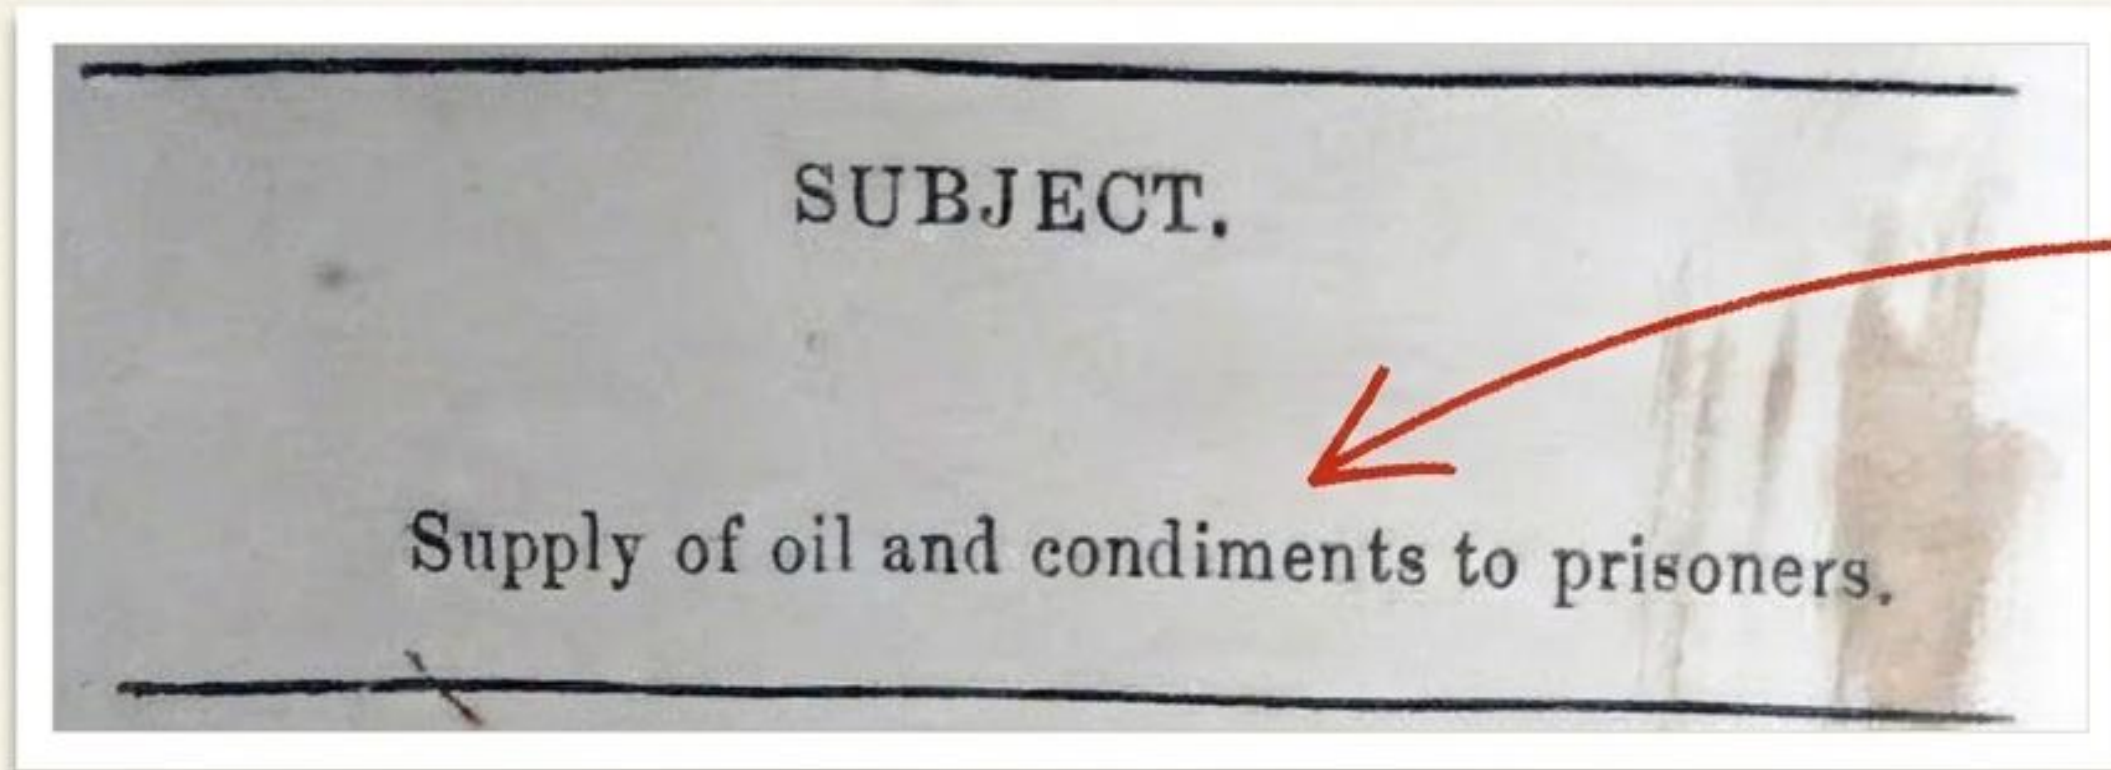 SUBJECT.
Supply of oil and condiments to prisoners.